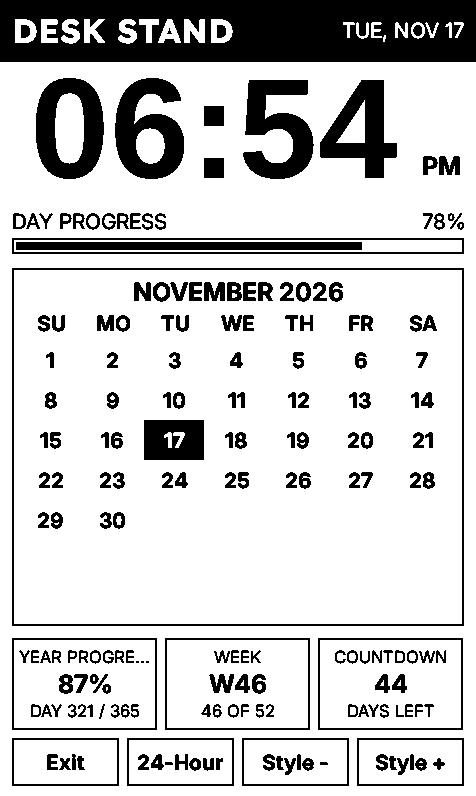 DESK STAND TUE, NOV 17
06:54 PM
DAY PROGRESS 78%
NOVEMBER 2026
SU MO TU WE TH FR SA
1 2 3 4 5 6 7
8 9 10 11 12 13 14
15 16 17 18 19 20 21
22 23 24 25 26 27 28
29 30
YEAR PROGRE... WEEK COUNTDOWN
87% W46 44
DAY 321 / 365 46 OF 52 DAYS LEFT
Exit 24-Hour Style - Style +